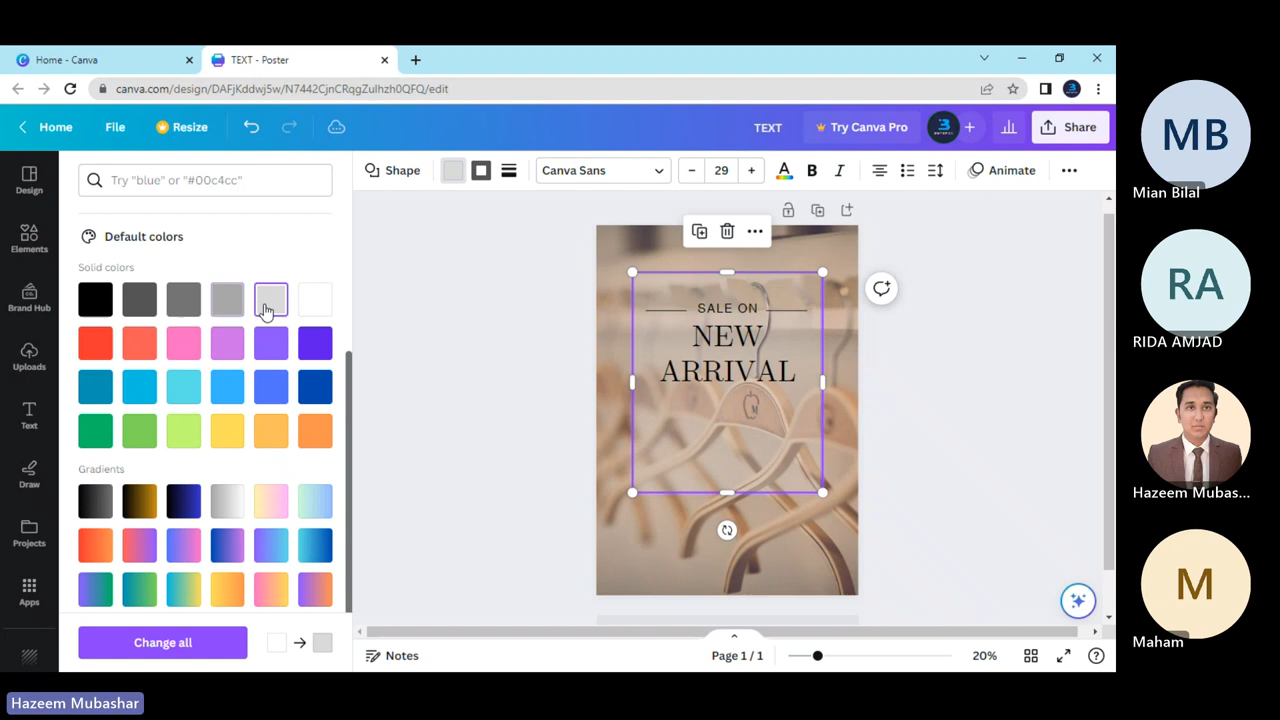 Home - Canva
TEXT - Poster
canva.com/design/DAFjKddwj5w/N7442CjnCRqgZuIhzh0QFQ/edit
Home
File
Resize
TEXT
Try Canva Pro
Share
Design
Elements
Brand Hub
Uploads
Text
Draw
Projects
Apps
Try "blue" or "#00c4cc"
Default colors
Solid colors
Gradients
Change all
Shape
Canva Sans
29
A
B
I
Animate
SALE ON
NEW
ARRIVAL
Notes
Page 1 / 1
20%
MB
Mian Bilal
RA
RIDA AMJAD
Hazeem Mubas...
M
Maham
Hazeem Mubashar